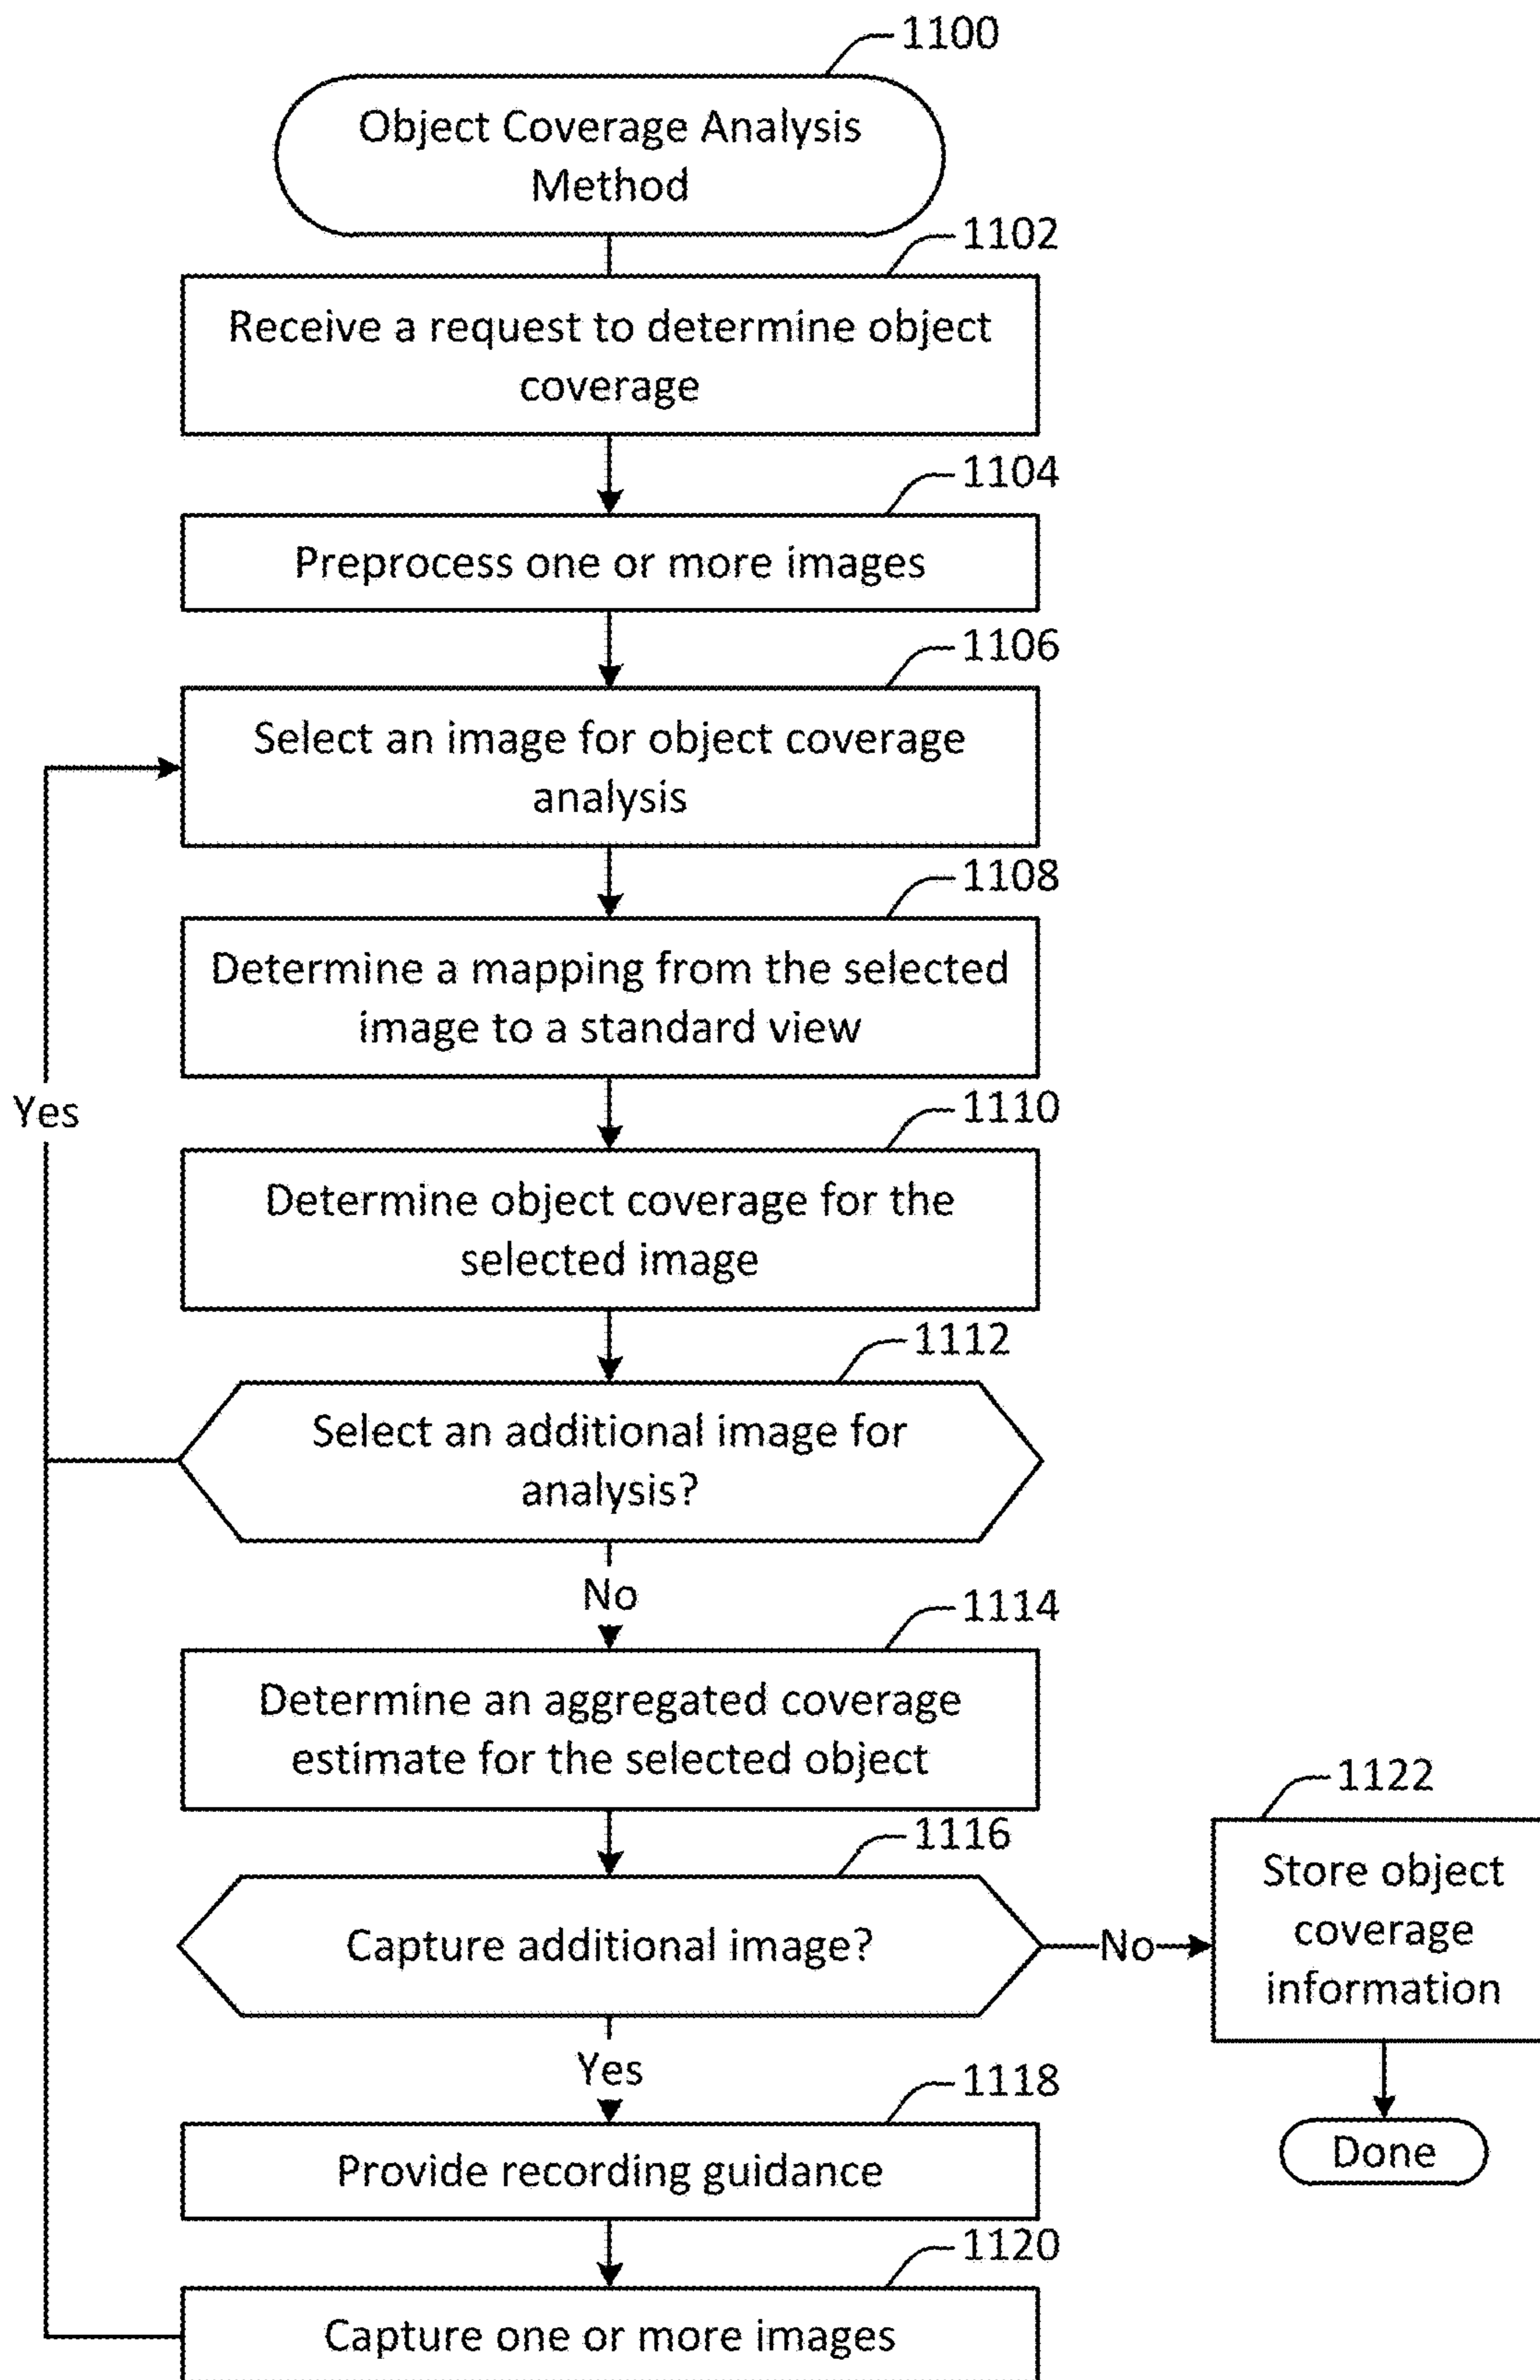 1100
Object Coverage Analysis
Method
1102
Receive a request to determine object
coverage
1104
Preprocess one or more images
1106
Select an image for object coverage
analysis
1108
Determine a mapping from the selected
image to a standard view
Yes
1110
Determine object coverage for the
selected image
1112
Select an additional image for
analysis?
No
1114
Determine an aggregated coverage
estimate for the selected object
1116
Capture additional image?
No
1122
Store object
coverage
information
Done
Yes
1118
Provide recording guidance
1120
Capture one or more images